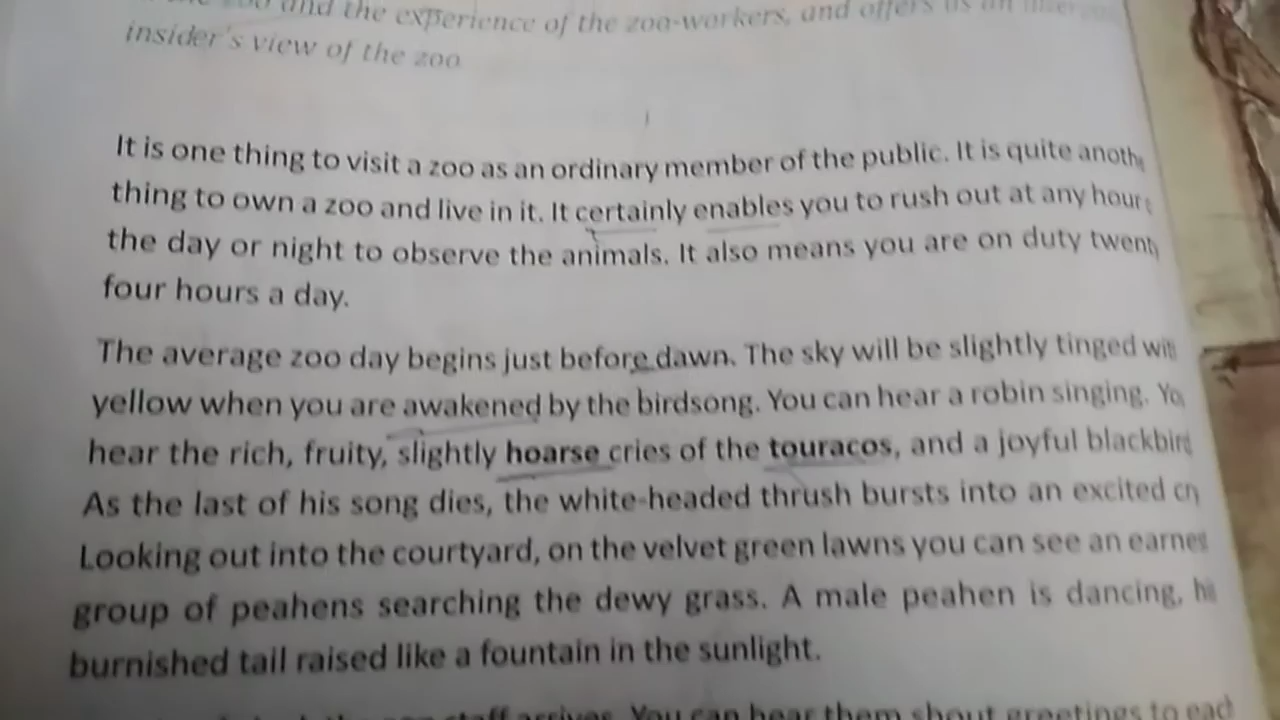 and the experience of the zoo-workers, and offers us an
insider's view of the zoo
It is one thing to visit a zoo as an ordinary member of the public. It is quite anoth
thing to own a zoo and live in it. It certainly enables you to rush out at any hour
the day or night to observe the animals. It also means you are on duty twenty
four hours a day.
The average zoo day begins just before dawn. The sky will be slightly tinged with
yellow when you are awakened by the birdsong. You can hear a robin singing. Yo
hear the rich, fruity, slightly hoarse cries of the touracos, and a joyful blackbird
As the last of his song dies, the white-headed thrush bursts into an excited cry
Looking out into the courtyard, on the velvet green lawns you can see an earnes
group of peahens searching the dewy grass. A male peahen is dancing, hi
burnished tail raised like a fountain in the sunlight.
staff arrives. You can hear them shout greetings to each